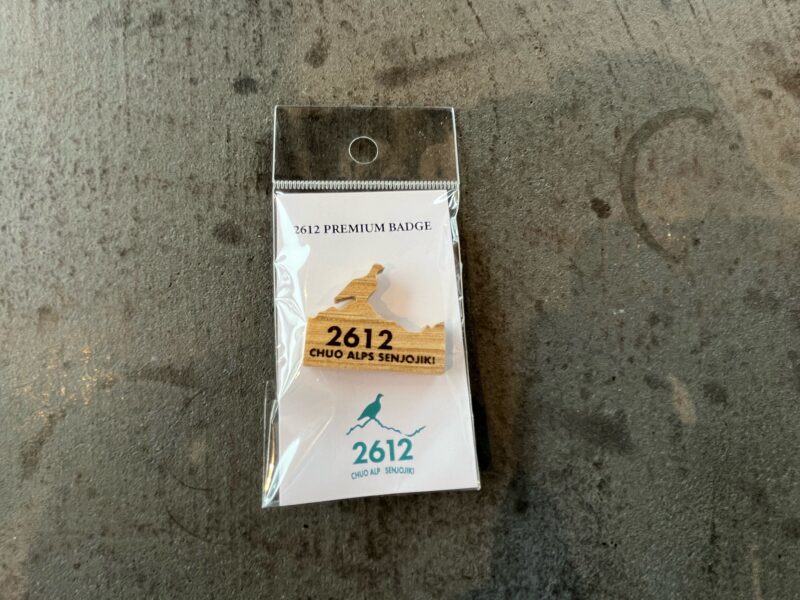 2612 PREMIUM BADGE
2612
CHUO ALPS SENJOJIKI
2612
CHUO ALP SENJOJIKI